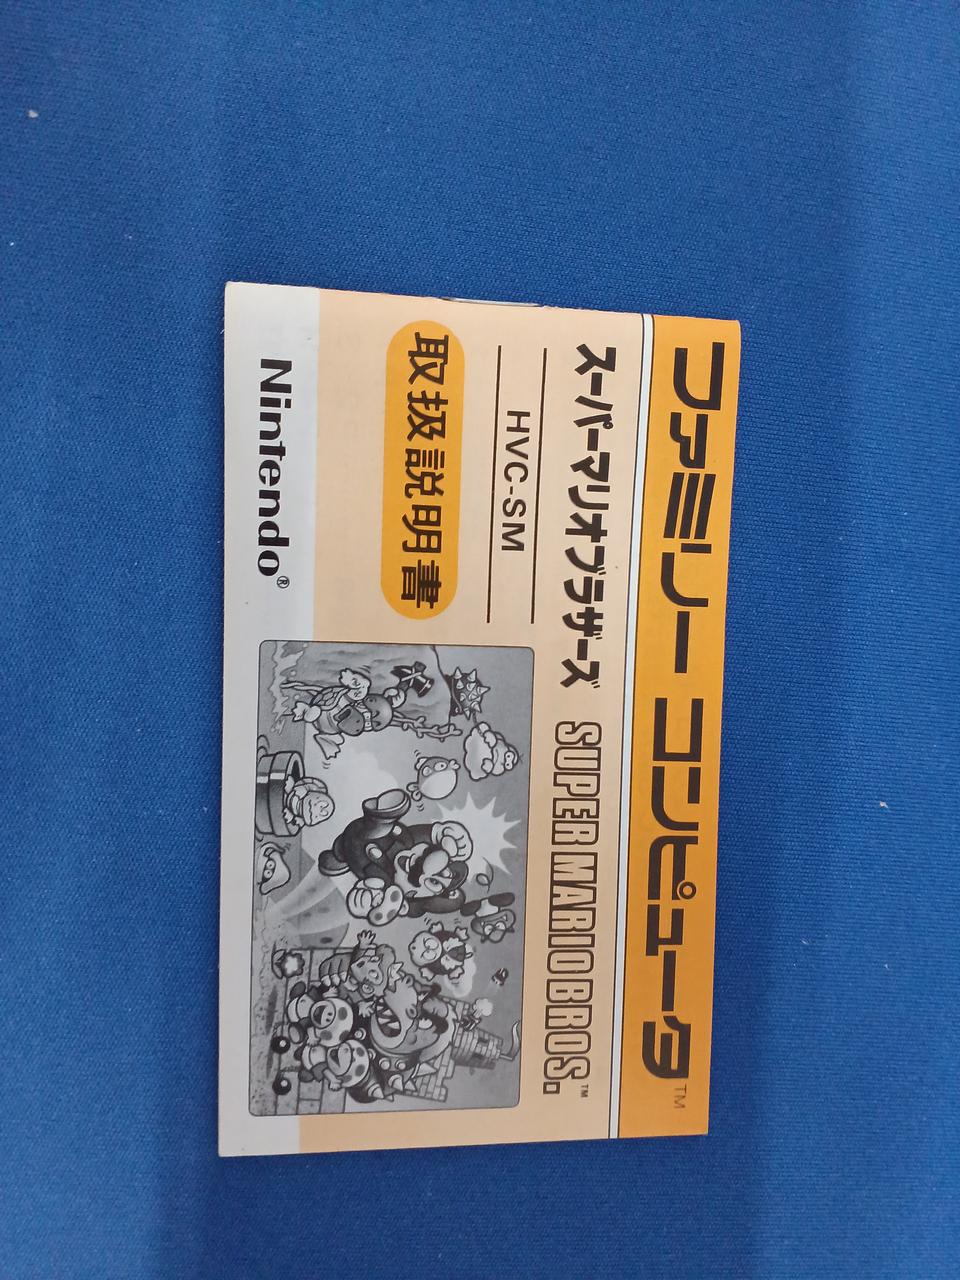 ファミリー コンピュータ™
スーパーマリオブラザーズ SUPER MARIO BROS.™
HVC-SM
取扱説明書
Nintendo®